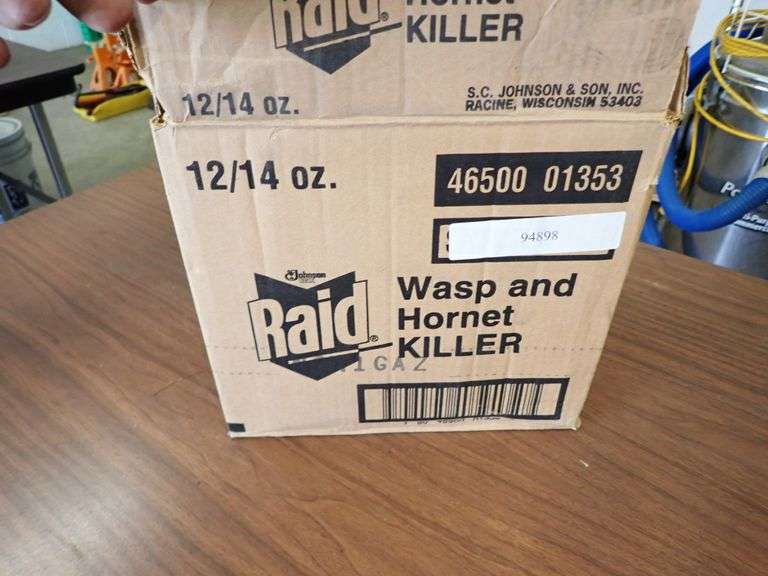 Raid
Hornet
KILLER
12/14 oz.
S.C. JOHNSON & SON, INC.
RACINE, WISCONSIN 53403
12/14 oz.
46500 01353
94898
Johnson
Raid
Wasp and
Hornet
KILLER